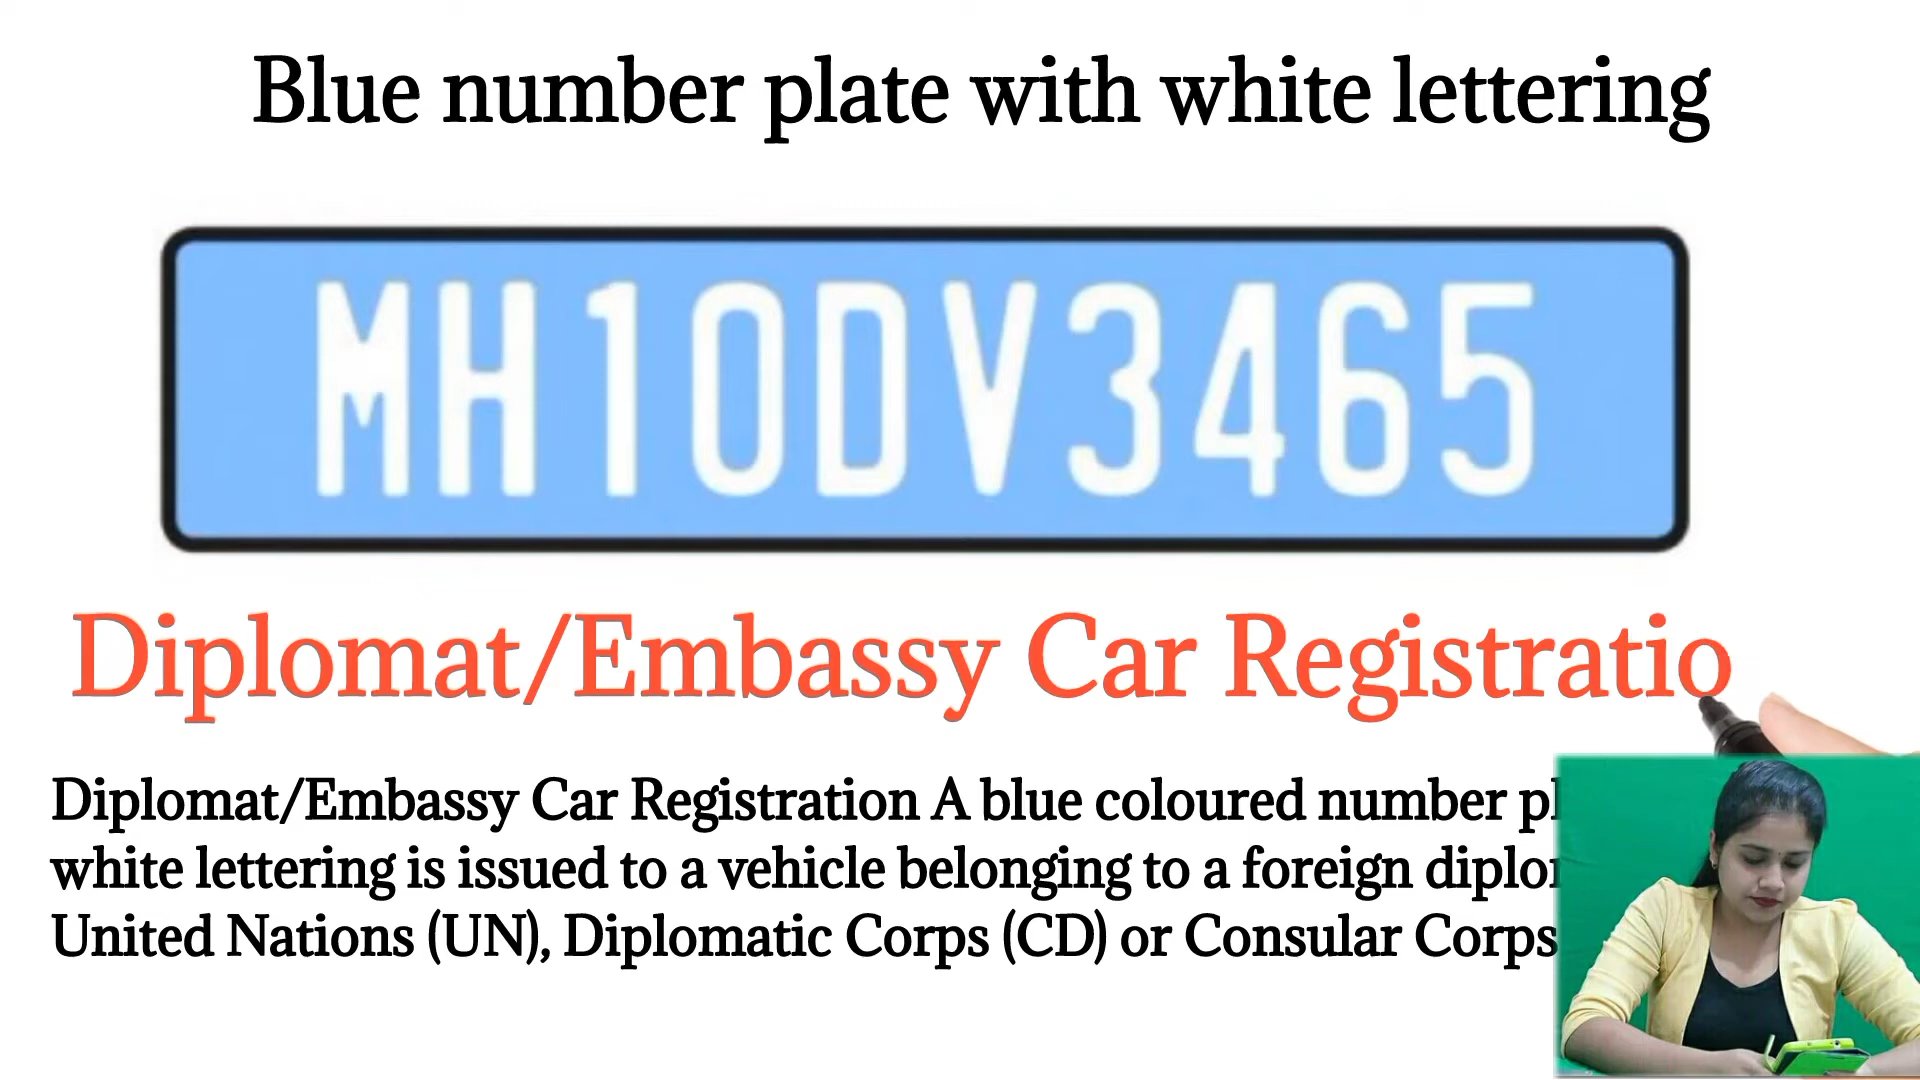 Blue number plate with white lettering
MH10DV3465
Diplomat/Embassy Car Registratio
Diplomat/Embassy Car Registration A blue coloured number
white lettering is issued to a vehicle belonging to a foreign
United Nations (UN), Diplomatic Corps (CD) or Consular Corps